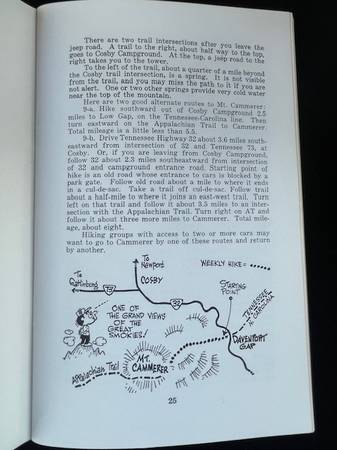 There are two trail intersections after you leave the
jeep road. A trail to the right, about half way to the top,
goes to Cosby Campground. At the top, a jeep road to the
right takes you to the tower.
To the left of the trail, about a quarter of a mile beyond
the Cosby trail intersection, is a spring. It is not visible
from the trail, and you may miss the path to it if you are
not alert. One or two other springs provide very cold water
near the top of the mountain.
Here are two good alternate routes to Mt. Cammerer:
9-a. Hike southward out of Cosby Campground 2.5
miles to Low Gap, on the Tennessee-Carolina line. Then
turn eastward on the Appalachian Trail to Cammerer.
Total mileage is a little less than 5.5.
9-b. Drive Tennessee Highway 32 about 3.6 miles south-
eastward from intersection of 32 and Tennessee 73, at
Cosby. Or, if you are leaving from Cosby Campground,
follow 32 about 2.3 miles southeastward from intersection
of 32 and campground entrance road. Starting point of
hike is an old road whose entrance to cars is blocked by a
park gate. Follow old road about a mile to where it ends
in a cul-de-sac. Take a trail off cul-de-sac. Follow trail
about a half-mile to where it joins an east-west trail. Turn
left on that trail and follow it about 3.5 miles to an inter-
section with the Appalachian Trail. Turn right on AT and
follow it about three more miles to Cammerer. Total mile-
age, about eight.
Hiking groups with access to two or more cars may
want to go to Cammerer by one of these routes and return
by another.
To
Newport
To
Gatlinburg
COSBY
WEEKLY HIKE =
73
32
STARTING
POINT
TENNESSEE
N. CAROLINA
ONE OF
THE GRAND VIEWS
OF THE
GREAT
SMOKIES!
DAVENPORT
GAP
MT.
CAMMERER
Appalachian Trail
25